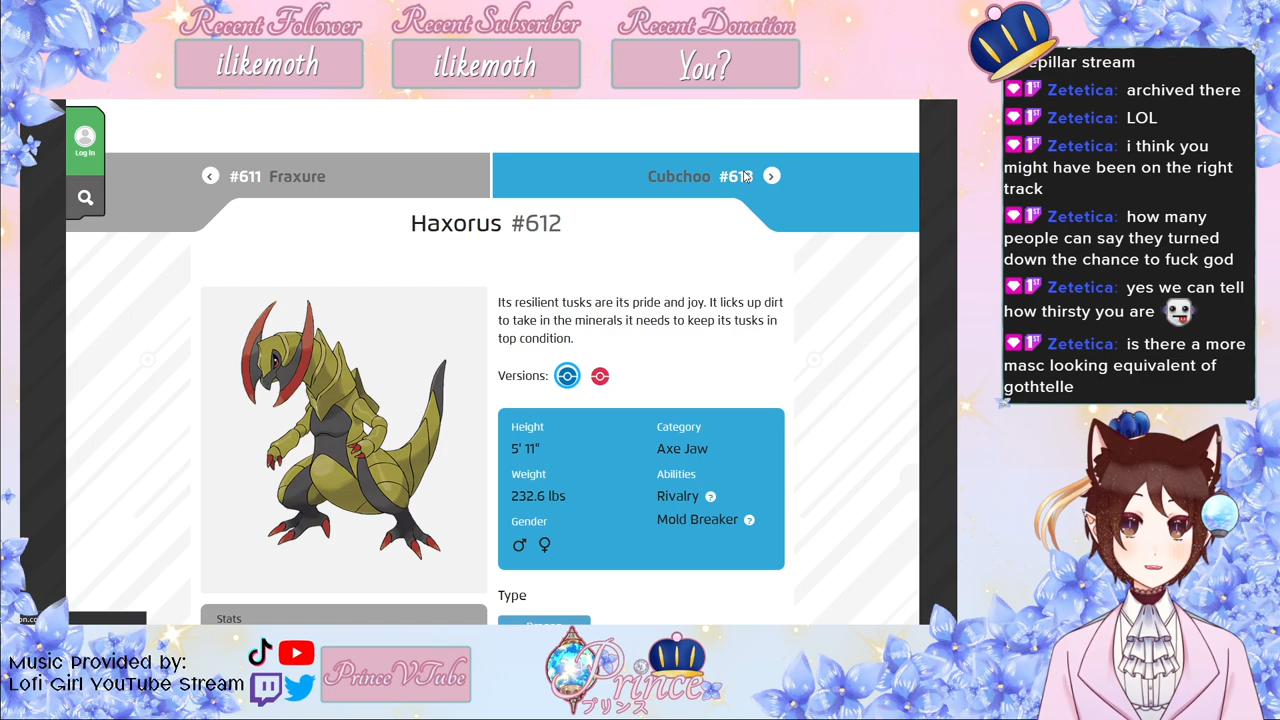 Recent Follower
Recent Subscriber
Recent Donation
ilikemoth
ilikemoth
You?
Log In
#611 Fraxure
Cubchoo #613
Haxorus #612
Its resilient tusks are its pride and joy. It licks up dirt
to take in the minerals it needs to keep its tusks in
top condition.
Versions:
Height
5' 11"
Weight
232.6 lbs
Gender
Category
Axe Jaw
Abilities
Rivalry
Mold Breaker
Type
Stats
epillar stream
Zetetica: archived there
Zetetica: LOL
Zetetica: i think you
might have been on the right
track
Zetetica: how many
people can say they turned
down the chance to fuck god
Zetetica: yes we can tell
how thirsty you are
Zetetica: is there a more
masc looking equivalent of
gothtelle
Music Provided by:
Lofi Girl YouTube Stream
Prince VTube
Prince
プリンス